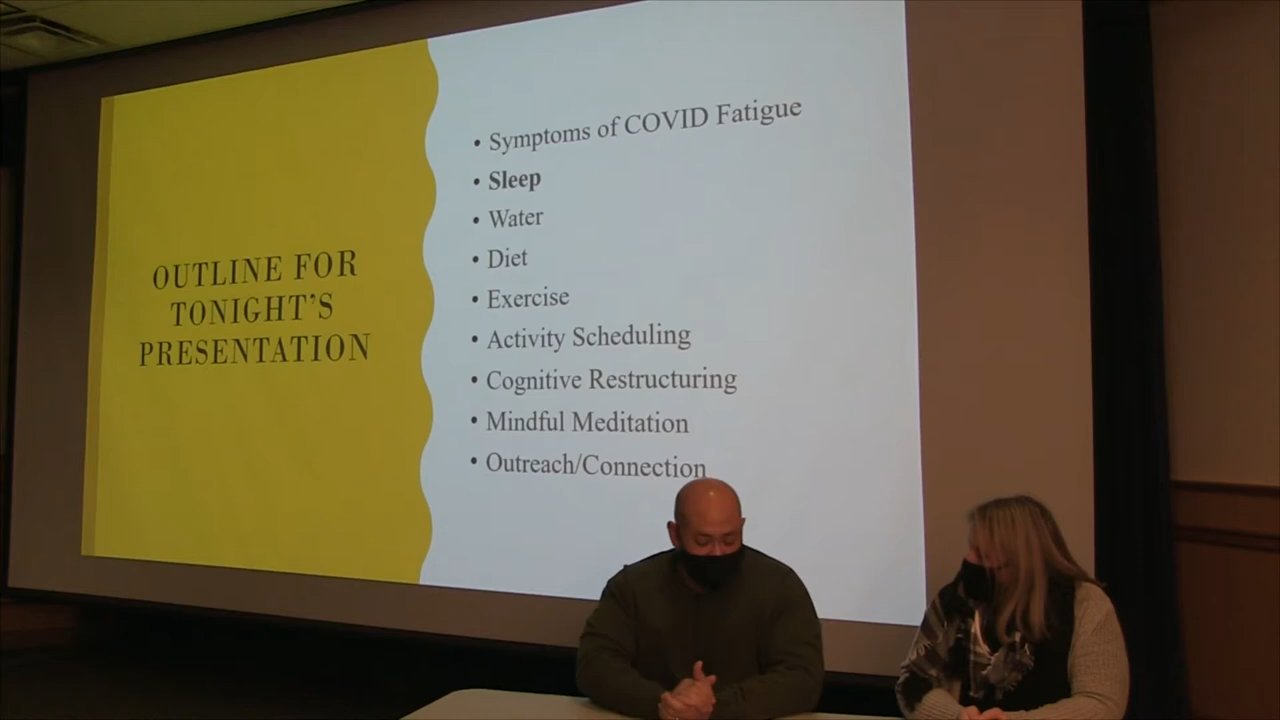 OUTLINE FOR
TONIGHT'S
PRESENTATION
• Symptoms of COVID Fatigue
• Sleep
• Water
• Diet
• Exercise
• Activity Scheduling
• Cognitive Restructuring
• Mindful Meditation
• Outreach/Connection